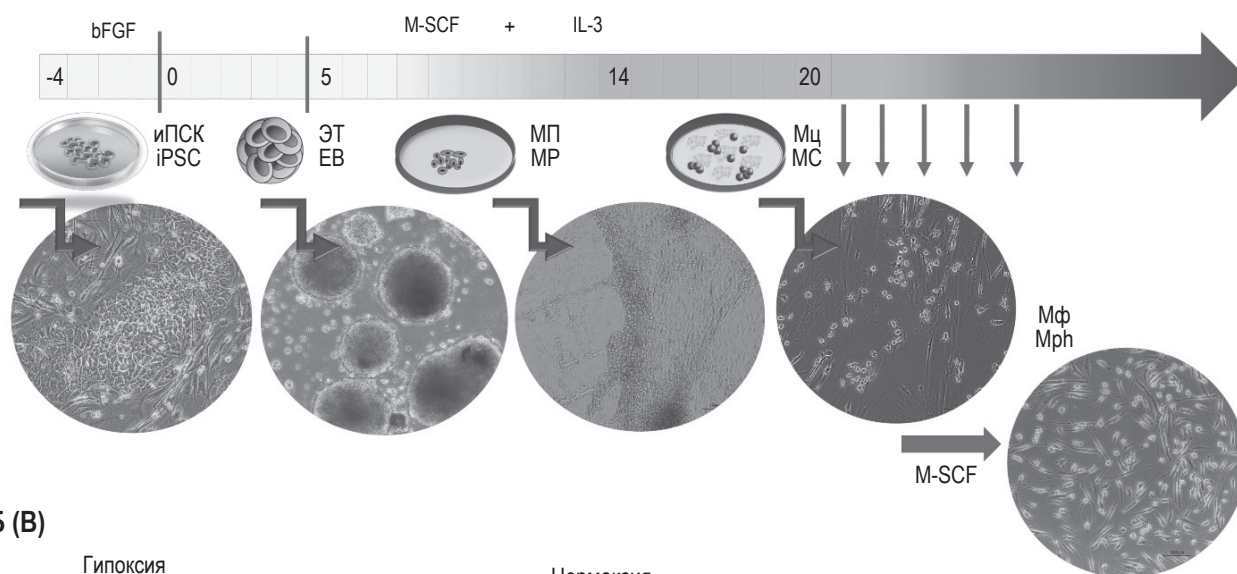 bFGF
M-SCF + IL-3
-4 0 5 14 20
иПСК
iPSC
ЭТ
EB
МП
MP
Мц
MC
Мф
Mph
M-SCF
(B)
Гипоксия